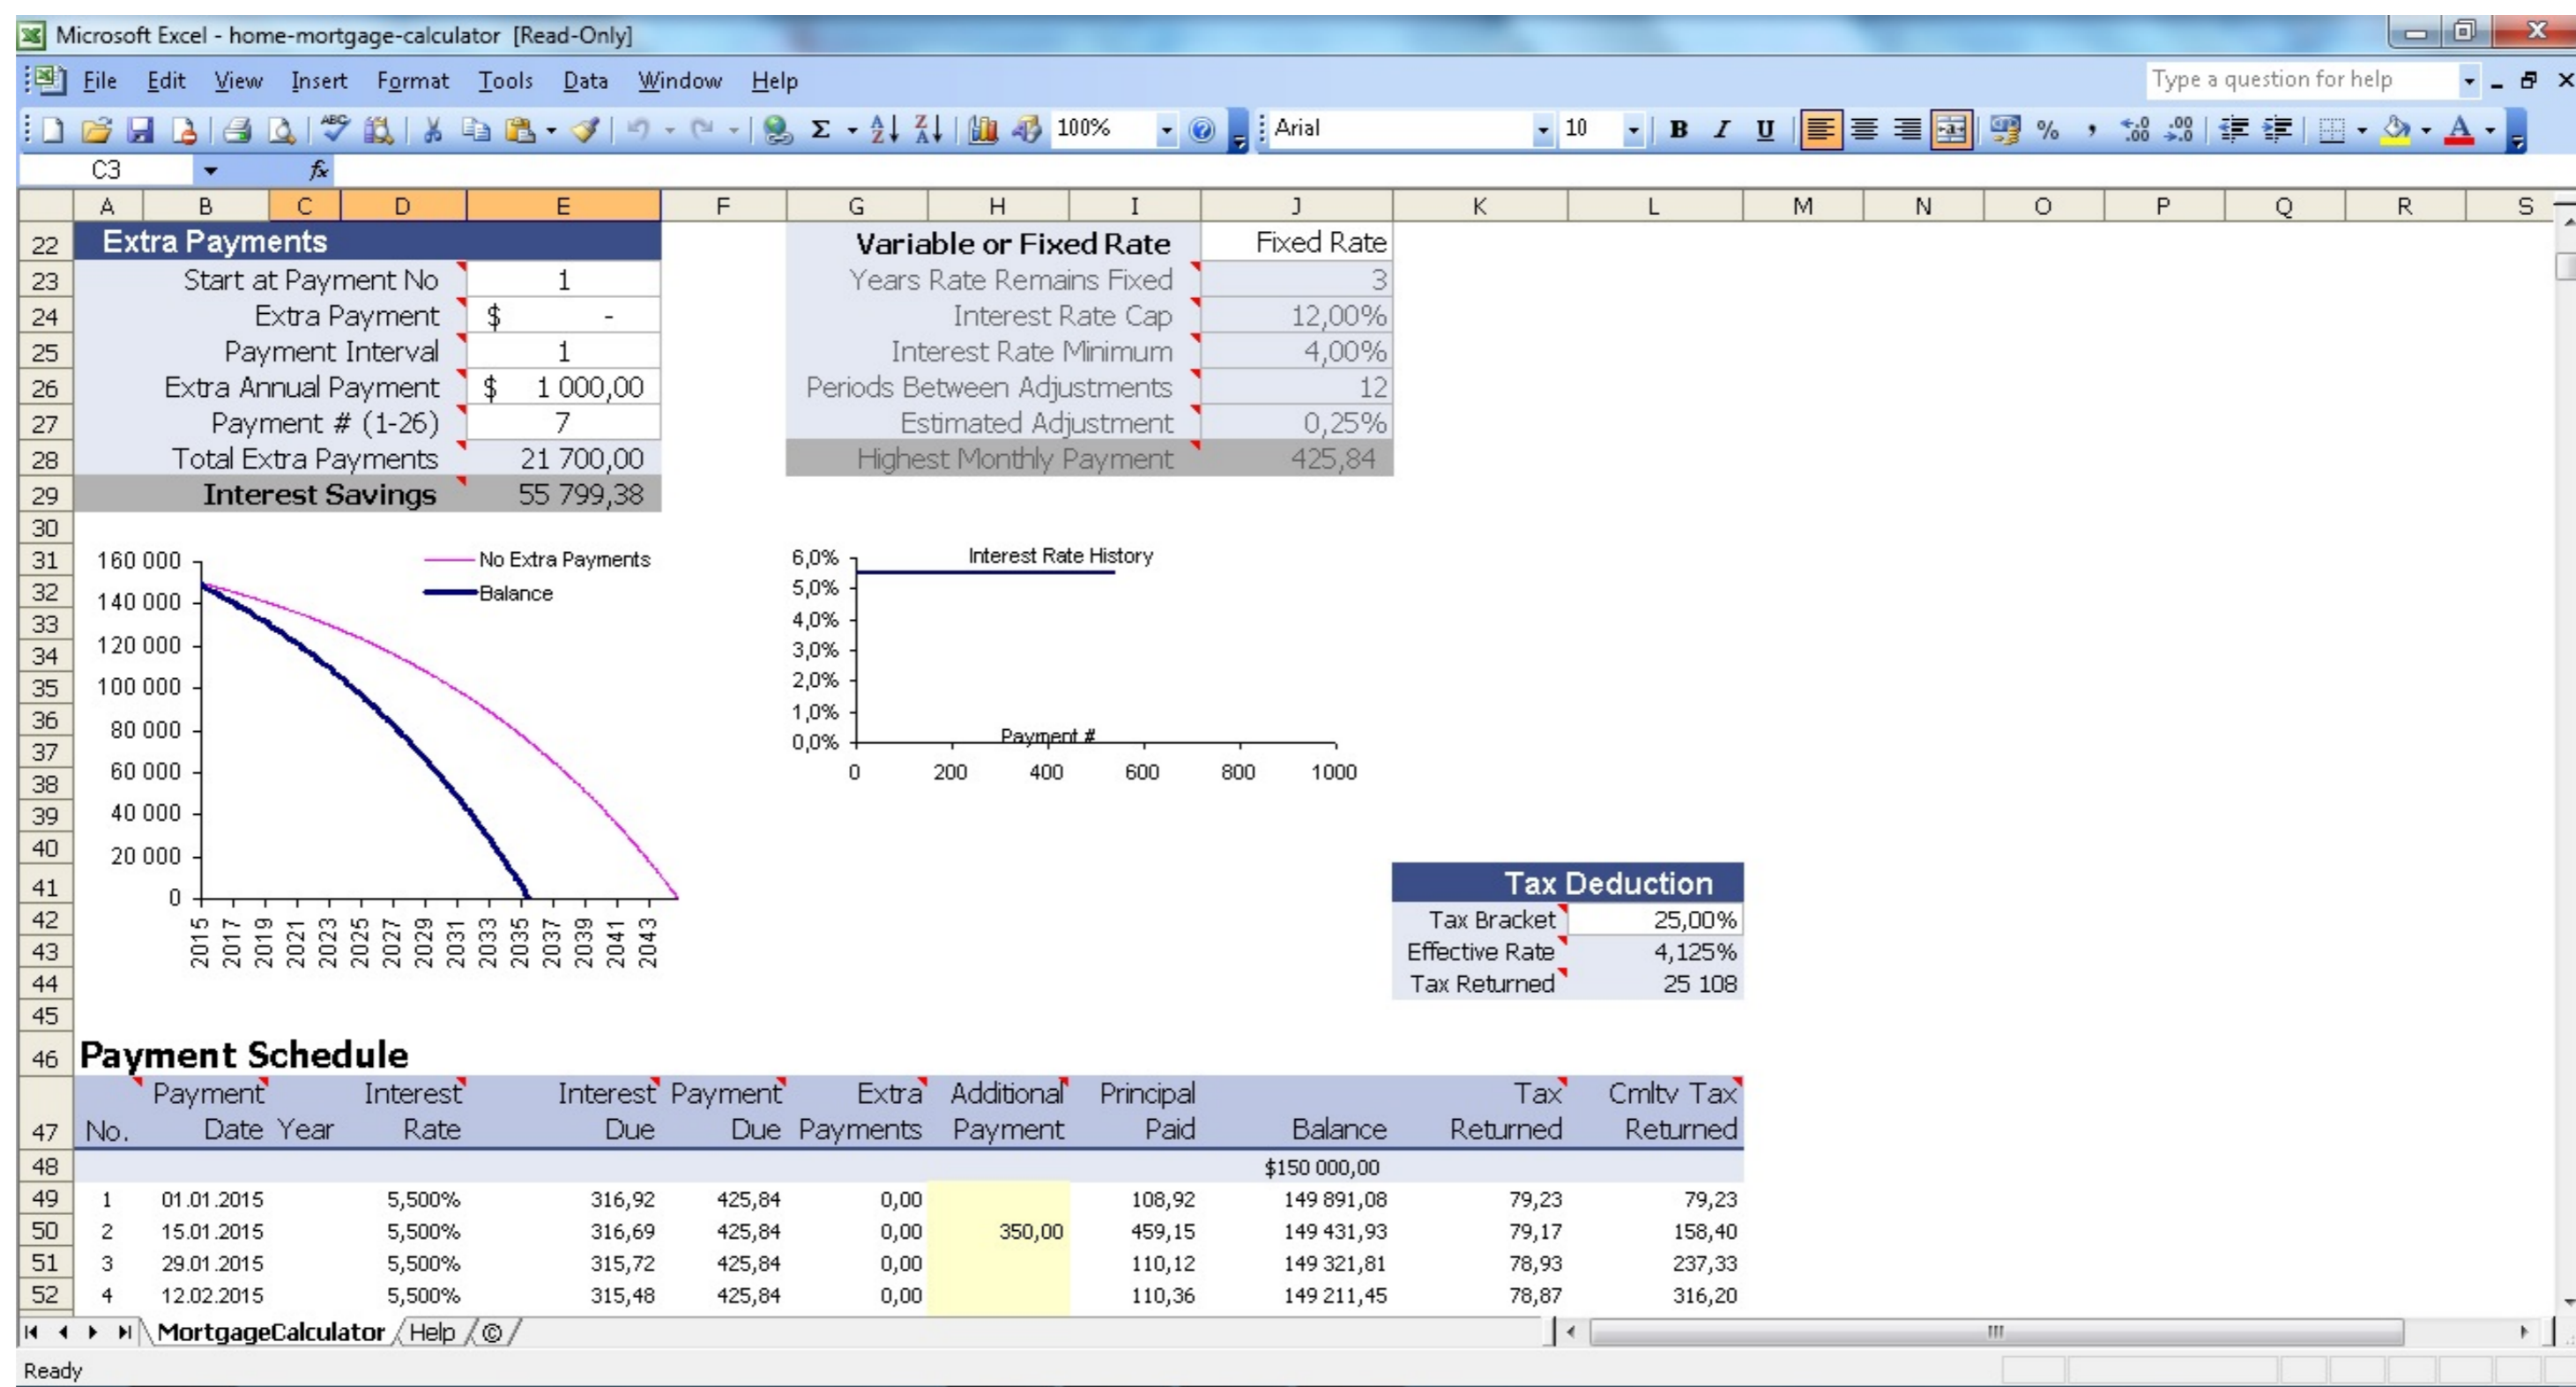 Microsoft Excel - home-mortgage-calculator [Read-Only]
File Edit View Insert Format Tools Data Window Help Type a question for help
100% Arial 10 B I U % ,
C3 fx
A B C D E F G H I J K L M N O P Q R S
22 Extra Payments Variable or Fixed Rate Fixed Rate
23 Start at Payment No 1 Years Rate Remains Fixed 3
24 Extra Payment $ - Interest Rate Cap 12,00%
25 Payment Interval 1 Interest Rate Minimum 4,00%
26 Extra Annual Payment $ 1 000,00 Periods Between Adjustments 12
27 Payment # (1-26) 7 Estimated Adjustment 0,25%
28 Total Extra Payments 21 700,00 Highest Monthly Payment 425,84
29 Interest Savings 55 799,38
30
31
32
33
34
35
36
37
38
39
40
160 000
140 000
120 000
100 000
80 000
60 000
40 000
20 000
0
No Extra Payments
Balance
2015 2017 2019 2021 2023 2025 2027 2029 2031 2033 2035 2037 2039 2041 2043
Interest Rate History
6,0%
5,0%
4,0%
3,0%
2,0%
1,0%
0,0%
Payment #
0 200 400 600 800 1000
41 Tax Deduction
42 Tax Bracket 25,00%
43 Effective Rate 4,125%
44 Tax Returned 25 108
45
46 Payment Schedule
Payment Interest Interest Payment Extra Additional Principal Tax Cmltv Tax
47 No. Date Year Rate Due Due Payments Payment Paid Balance Returned Returned
48 $150 000,00
49 1 01.01.2015 5,500% 316,92 425,84 0,00 108,92 149 891,08 79,23 79,23
50 2 15.01.2015 5,500% 316,69 425,84 0,00 350,00 459,15 149 431,93 79,17 158,40
51 3 29.01.2015 5,500% 315,72 425,84 0,00 110,12 149 321,81 78,93 237,33
52 4 12.02.2015 5,500% 315,48 425,84 0,00 110,36 149 211,45 78,87 316,20
MortgageCalculator Help ©
Ready